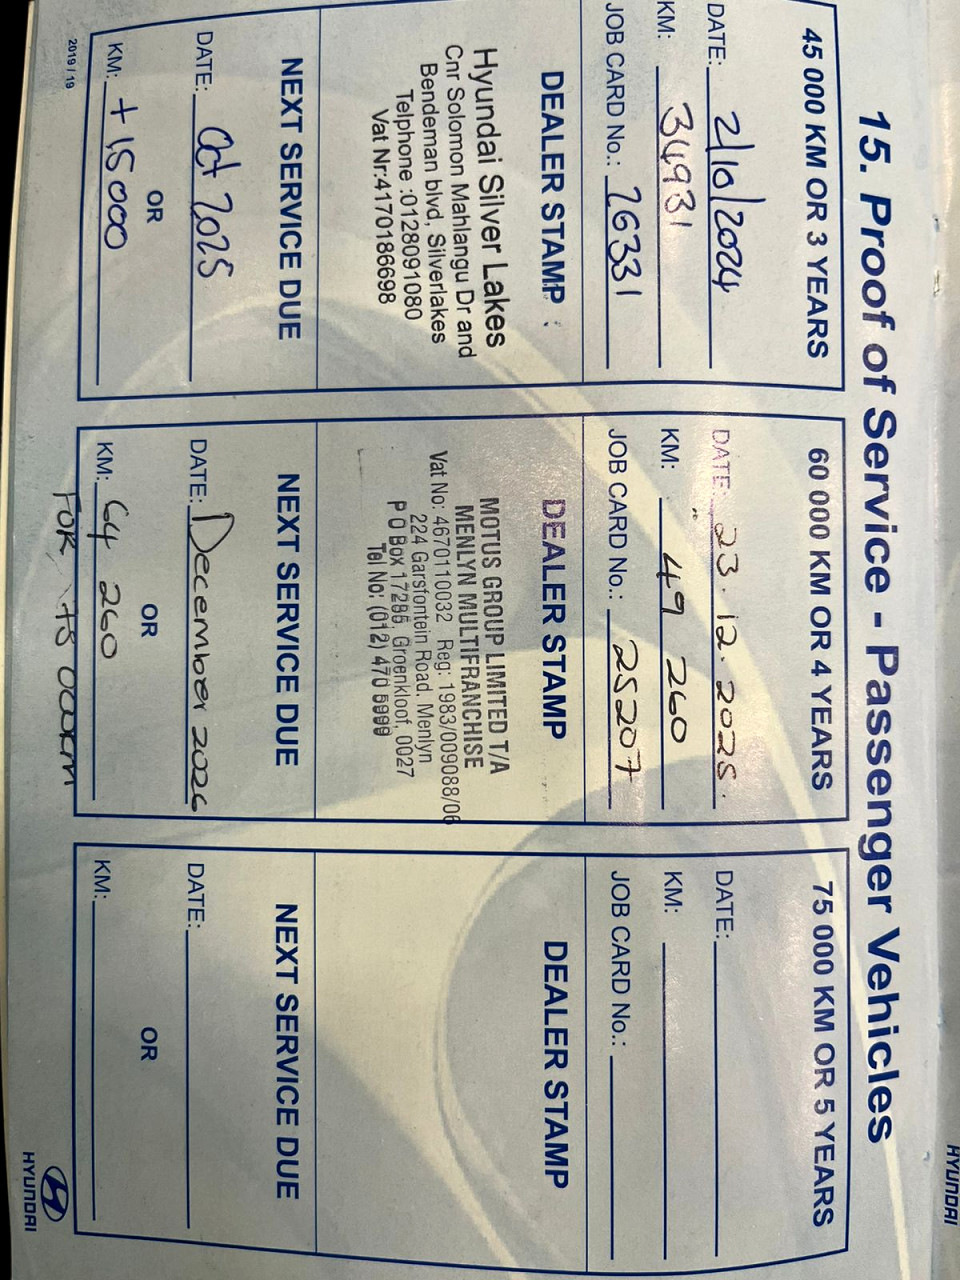 15. Proof of Service - Passenger Vehicles
45 000 KM OR 3 YEARS
DATE: 2/10/2024
KM: 34931
JOB CARD No.: 26331
DEALER STAMP
Hyundai Silver Lakes
Cnr Solomon Mahlangu Dr and
Bendeman blvd, Silverlakes
Telphone :0128091080
Vat Nr:4170186698
NEXT SERVICE DUE
DATE: Oct 2025
OR
KM: + 15000
2019 / 19
60 000 KM OR 4 YEARS
DATE: 23.12.2025.
KM: 49 260
JOB CARD No.: 25207
DEALER STAMP
MOTUS GROUP LIMITED T/A
MENLYN MULTIFRANCHISE
Vat No: 4670110032 Reg: 1983/009088/06
224 Garsfontein Road, Menlyn
P O Box 17286, Groenkloof, 0027
Tel No: (012) 470 5999
NEXT SERVICE DUE
DATE: December 2026
OR
KM: 64 260
FOR 75 000km
75 000 KM OR 5 YEARS
DATE:
KM:
JOB CARD No.:
DEALER STAMP
NEXT SERVICE DUE
DATE:
OR
KM:
HYUNDAI
HYUNDAI